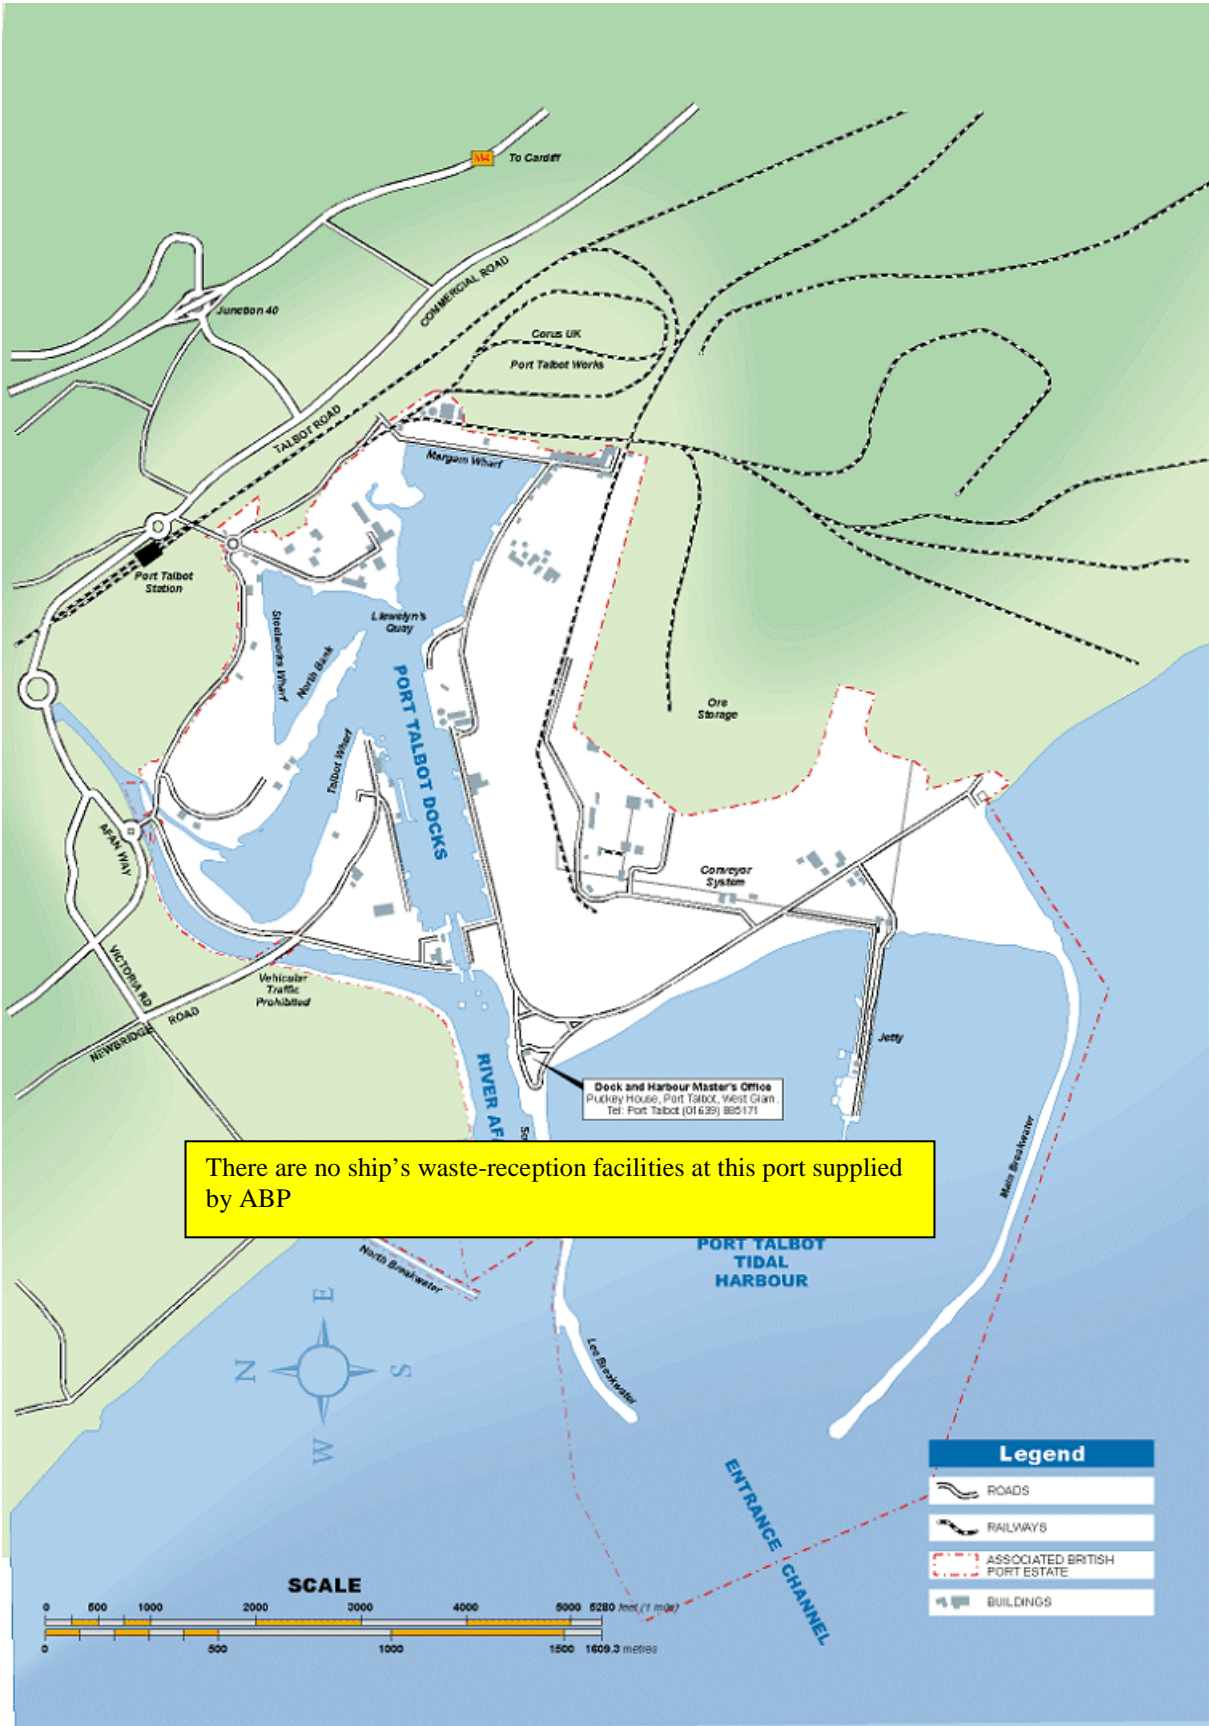 To Cardiff
Junction 40
COMMERCIAL ROAD
Corus UK
Port Talbot Works
TALBOT ROAD
Margam Wharf
Port Talbot
Station
Llewelyn's
Quay
Steelworks Wharf
North Bank
PORT TALBOT DOCKS
Ore
Storage
Talbot Wharf
AFAN WAY
Conveyor
System
VICTORIA RD
Vehicular
Traffic
Prohibited
NEWBRIDGE ROAD
Jetty
RIVER
Dock and Harbour Master's Office
Puckey House, Port Talbot, West Glam.
Tel: Port Talbot (01639) 885171
Main Breakwater
There are no ship's waste-reception facilities at this port supplied
by ABP
PORT TALBOT
TIDAL
HARBOUR
North Breakwater
E
N
S
W
Lee Breakwater
ENTRANCE CHANNEL
Legend
ROADS
RAILWAYS
ASSOCIATED BRITISH
PORT ESTATE
BUILDINGS
SCALE
0 500 1000 2000 3000 4000 5000 5280 feet (1 mile)
0 500 1000 1500 1609.3 metres